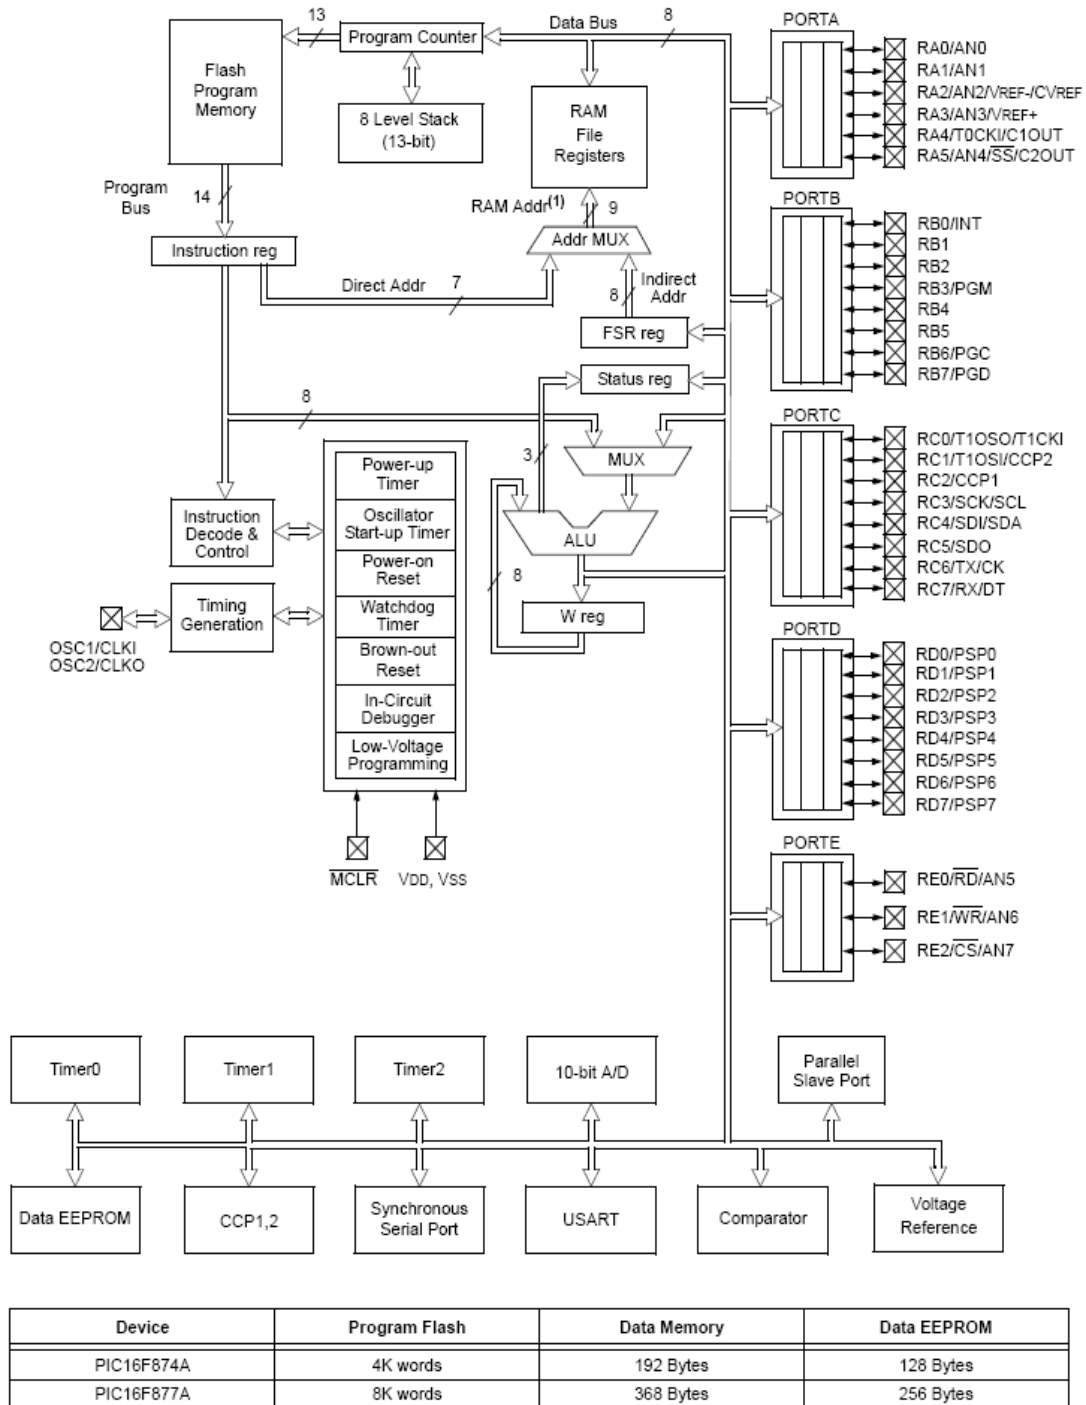 13
Data Bus
8
PORTA
Program Counter
Flash
Program
Memory
8 Level Stack
(13-bit)
RAM
File
Registers
RA0/AN0
RA1/AN1
RA2/AN2/VREF-/CVREF
RA3/AN3/VREF+
RA4/T0CKI/C1OUT
RA5/AN4/SS/C2OUT
Program
Bus
14
RAM Addr(1)
9
PORTB
Instruction reg
Addr MUX
Direct Addr
7
Indirect
Addr
8
FSR reg
RB0/INT
RB1
RB2
RB3/PGM
RB4
RB5
RB6/PGC
RB7/PGD
Status reg
8
PORTC
3
MUX
Power-up
Timer
Oscillator
Start-up Timer
Power-on
Reset
Watchdog
Timer
Brown-out
Reset
In-Circuit
Debugger
Low-Voltage
Programming
Instruction
Decode &
Control
Timing
Generation
OSC1/CLKI
OSC2/CLKO
ALU
8
W reg
RC0/T1OSO/T1CKI
RC1/T1OSI/CCP2
RC2/CCP1
RC3/SCK/SCL
RC4/SDI/SDA
RC5/SDO
RC6/TX/CK
RC7/RX/DT
PORTD
RD0/PSP0
RD1/PSP1
RD2/PSP2
RD3/PSP3
RD4/PSP4
RD5/PSP5
RD6/PSP6
RD7/PSP7
MCLR
VDD, VSS
PORTE
RE0/RD/AN5
RE1/WR/AN6
RE2/CS/AN7
Timer0
Timer1
Timer2
10-bit A/D
Parallel
Slave Port
Data EEPROM
CCP1,2
Synchronous
Serial Port
USART
Comparator
Voltage
Reference
Device Program Flash Data Memory Data EEPROM
PIC16F874A 4K words 192 Bytes 128 Bytes
PIC16F877A 8K words 368 Bytes 256 Bytes